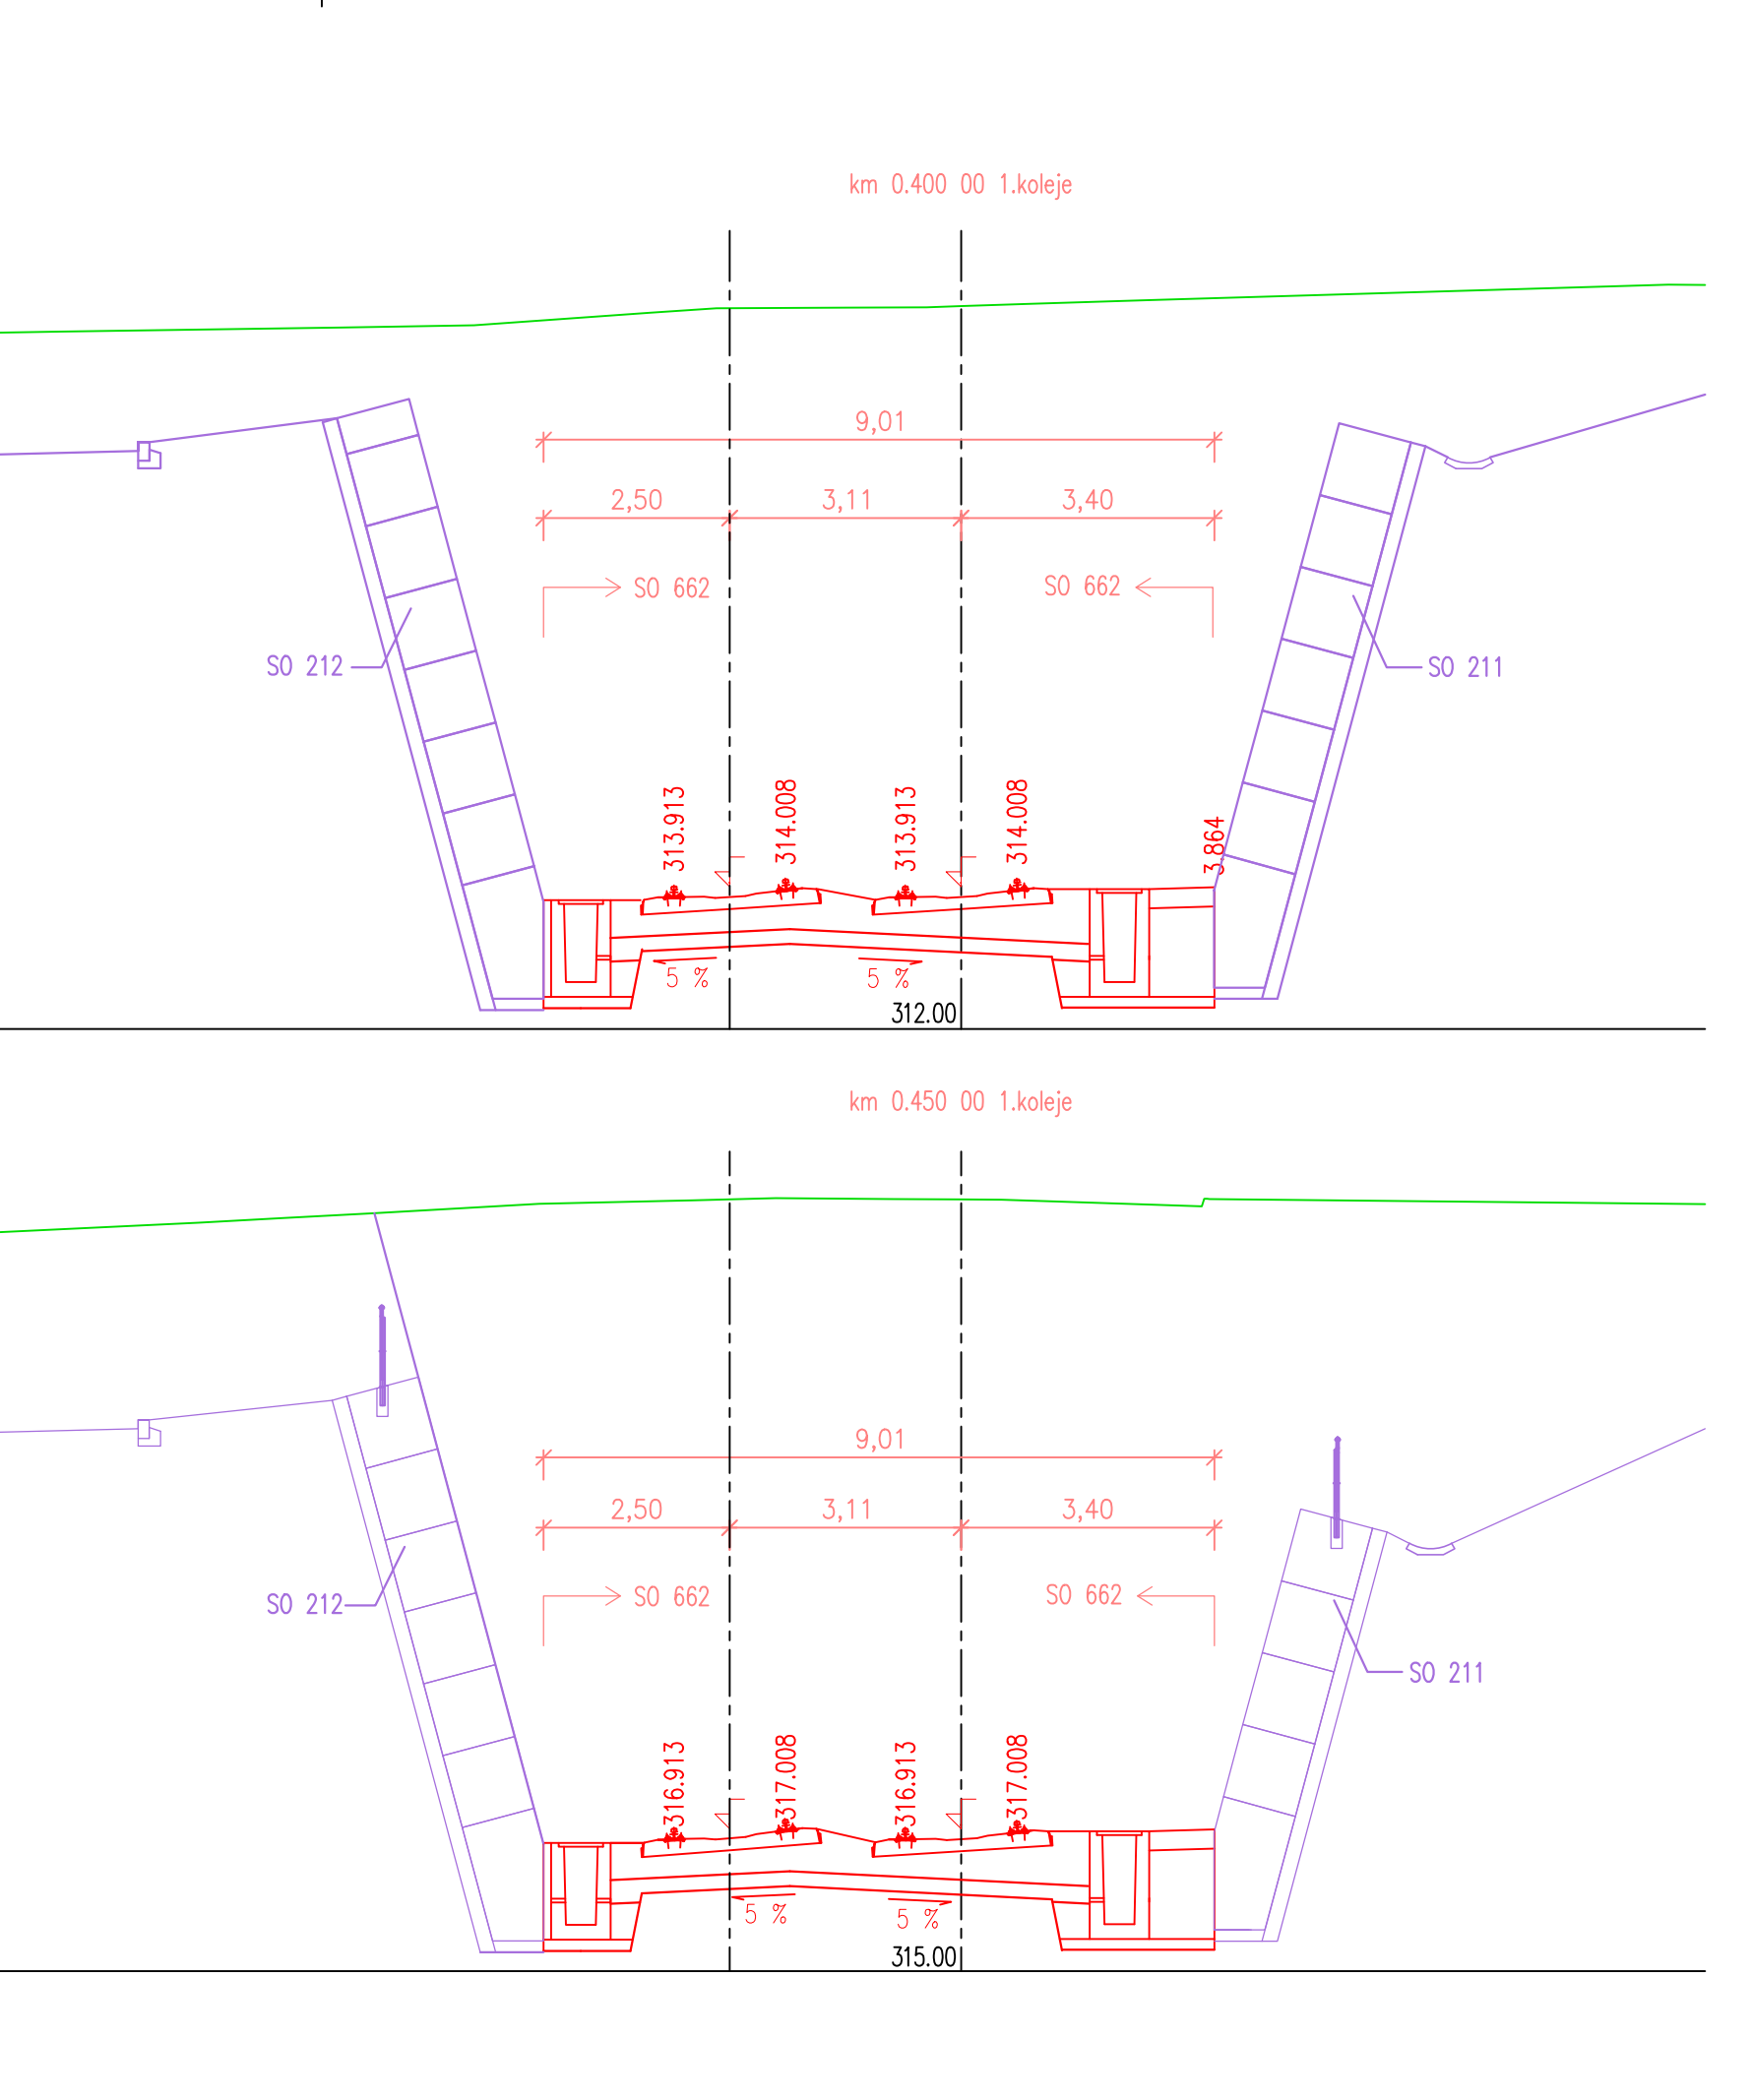 km 0.400 00 1.koleje
9,01
2,50 3,11 3,40
SO 662 SO 662
SO 212 SO 211
313.913 314.008 313.913 314.008 3.864
5 % 5 %
312.00
km 0.450 00 1.koleje
9,01
2,50 3,11 3,40
SO 662 SO 662
SO 212 SO 211
316.913 317.008 316.913 317.008
5 % 5 %
315.00